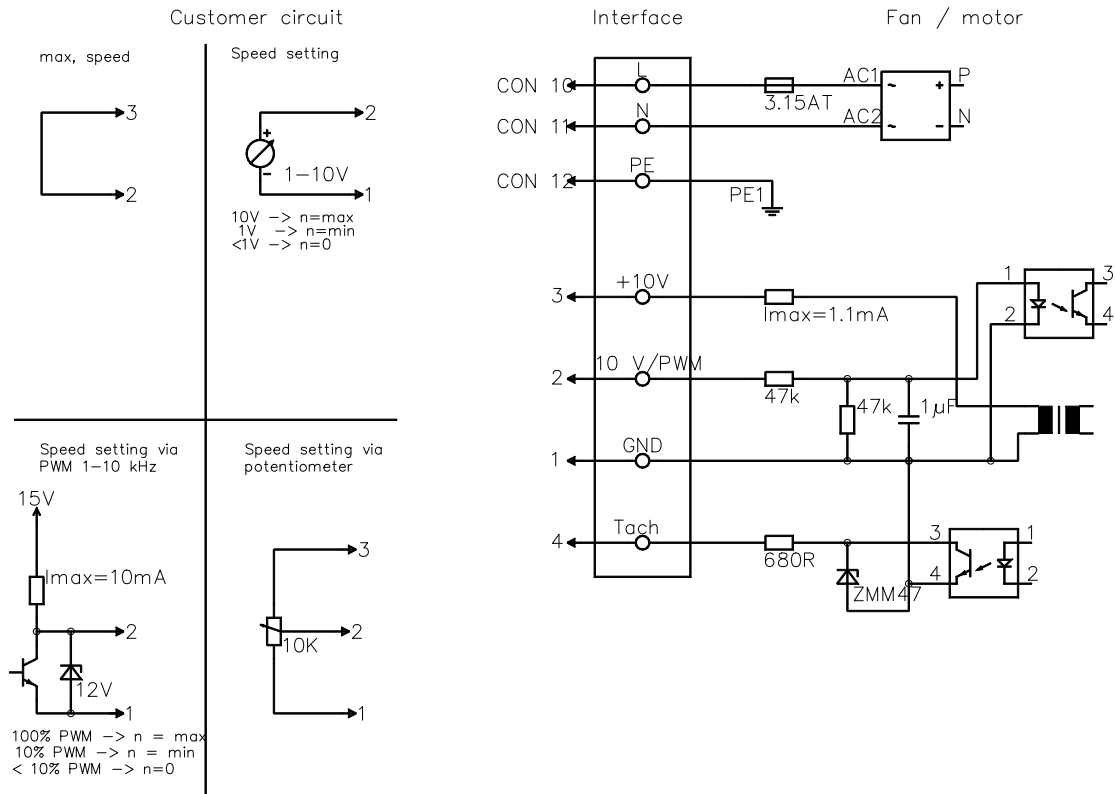 Customer circuit
Interface
Fan / motor
max, speed
3
2
Speed setting
2
+
−
1−10V
1
10V −> n=max
1V −> n=min
<1V −> n=0
Speed setting via
PWM 1−10 kHz
15V
Imax=10mA
2
12V
1
100% PWM −> n = max
10% PWM −> n = min
< 10% PWM −> n=0
Speed setting via
potentiometer
3
2
10K
1
CON 10
L
3.15AT
AC1
~
+
P
CON 11
N
AC2
~
−
N
CON 12
PE
PE1
3
+10V
Imax=1.1mA
1
2
3
4
2
10 V/PWM
47k
47k
1µF
1
GND
4
Tach
680R
ZMM47
3
4
1
2